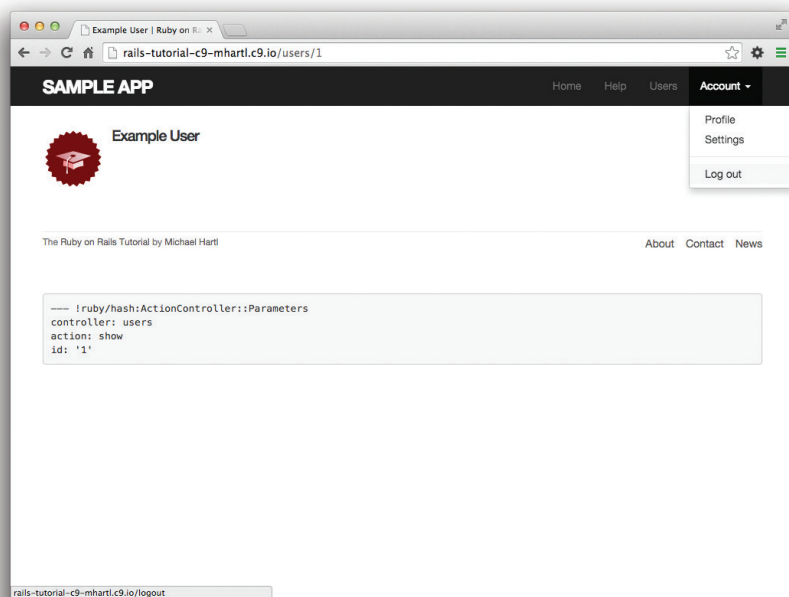 Example User | Ruby on Ra
rails-tutorial-c9-mhartl.c9.io/users/1
SAMPLE APP
Home Help Users Account
Profile
Settings
Log out
Example User
The Ruby on Rails Tutorial by Michael Hartl
About Contact News
--- !ruby/hash:ActionController::Parameters
controller: users
action: show
id: '1'
rails-tutorial-c9-mhartl.c9.io/logout